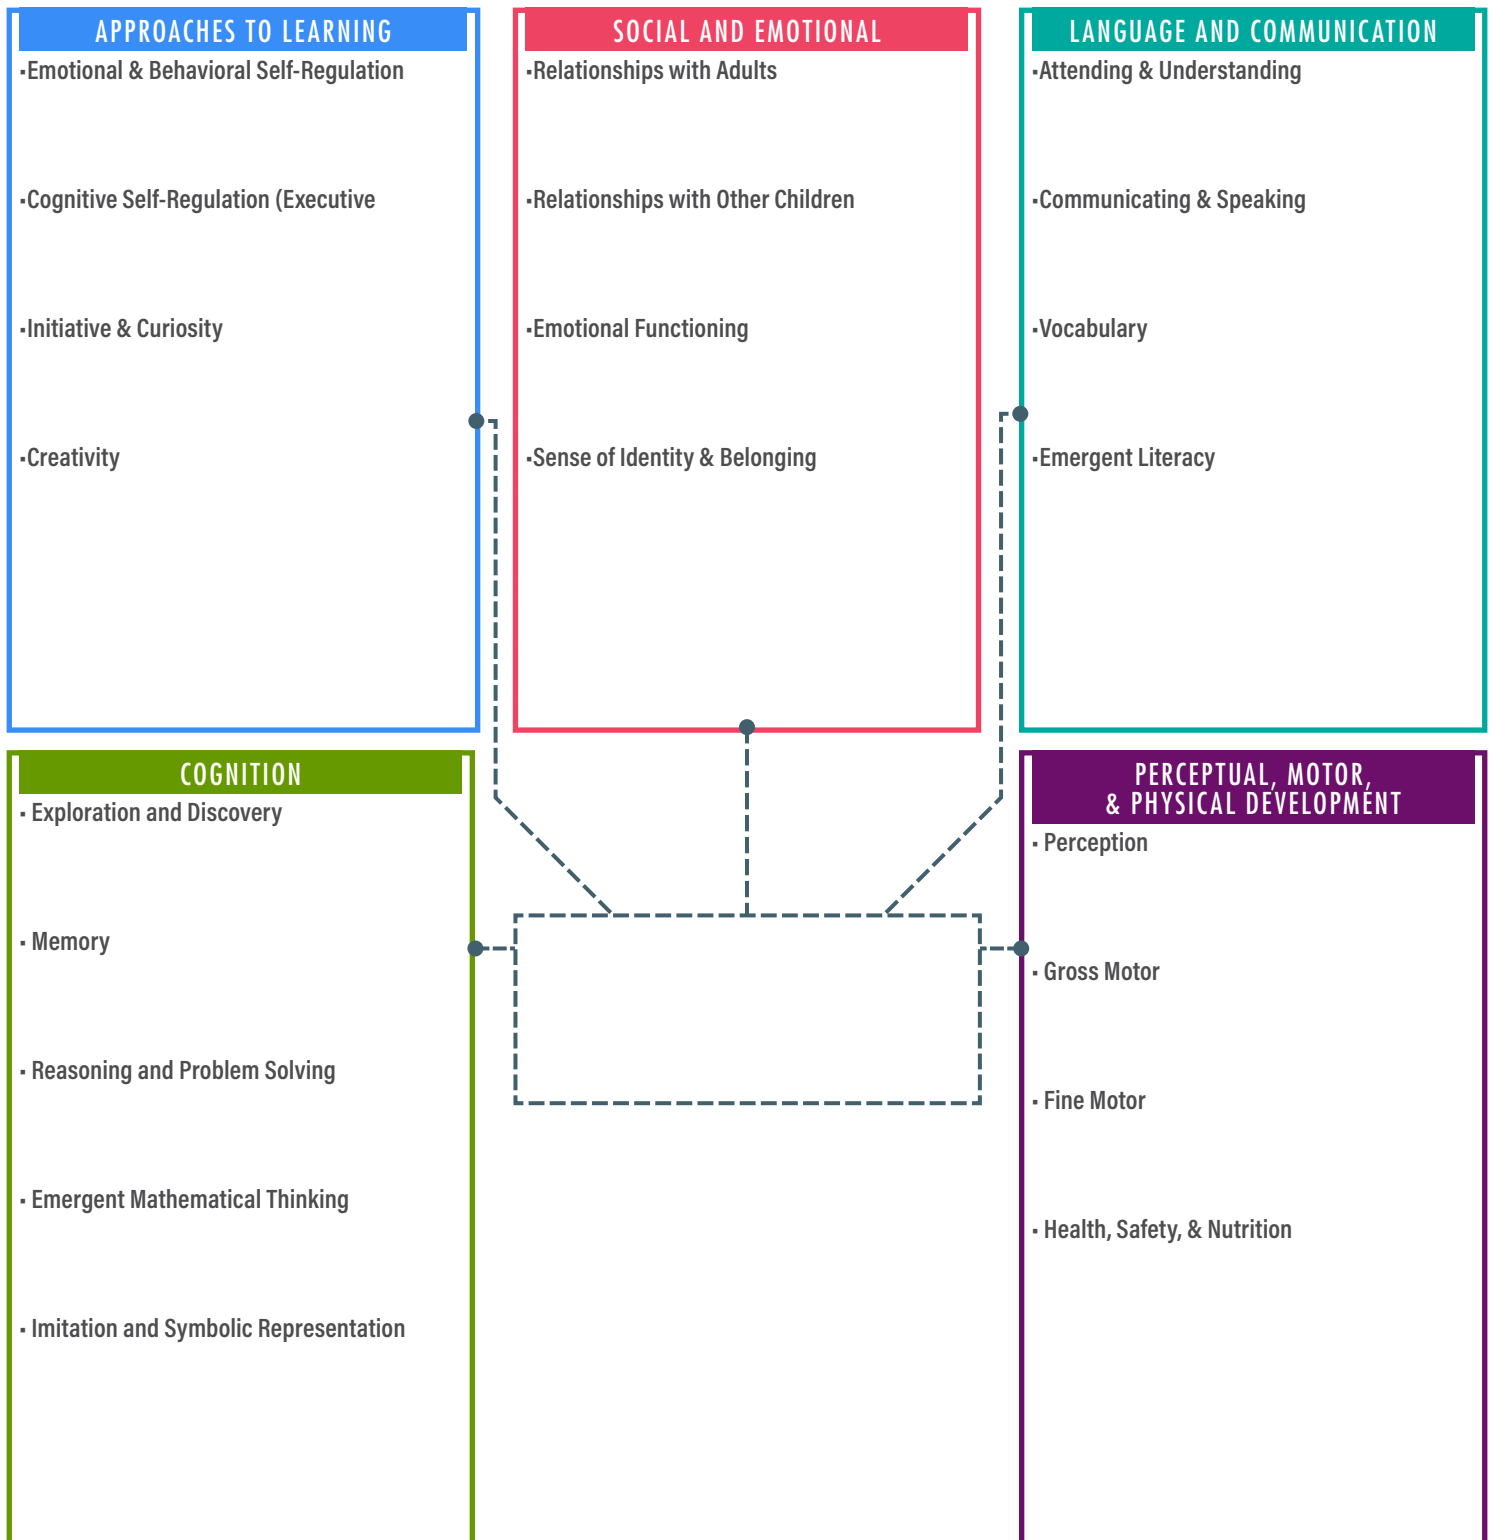 APPROACHES TO LEARNING
▪Emotional & Behavioral Self-Regulation
▪Cognitive Self-Regulation (Executive
▪Initiative & Curiosity
▪Creativity
SOCIAL AND EMOTIONAL
▪Relationships with Adults
▪Relationships with Other Children
▪Emotional Functioning
▪Sense of Identity & Belonging
LANGUAGE AND COMMUNICATION
▪Attending & Understanding
▪Communicating & Speaking
▪Vocabulary
▪Emergent Literacy
COGNITION
▪ Exploration and Discovery
▪ Memory
▪ Reasoning and Problem Solving
▪ Emergent Mathematical Thinking
▪ Imitation and Symbolic Representation
PERCEPTUAL, MOTOR,
& PHYSICAL DEVELOPMENT
▪ Perception
▪ Gross Motor
▪ Fine Motor
▪ Health, Safety, & Nutrition